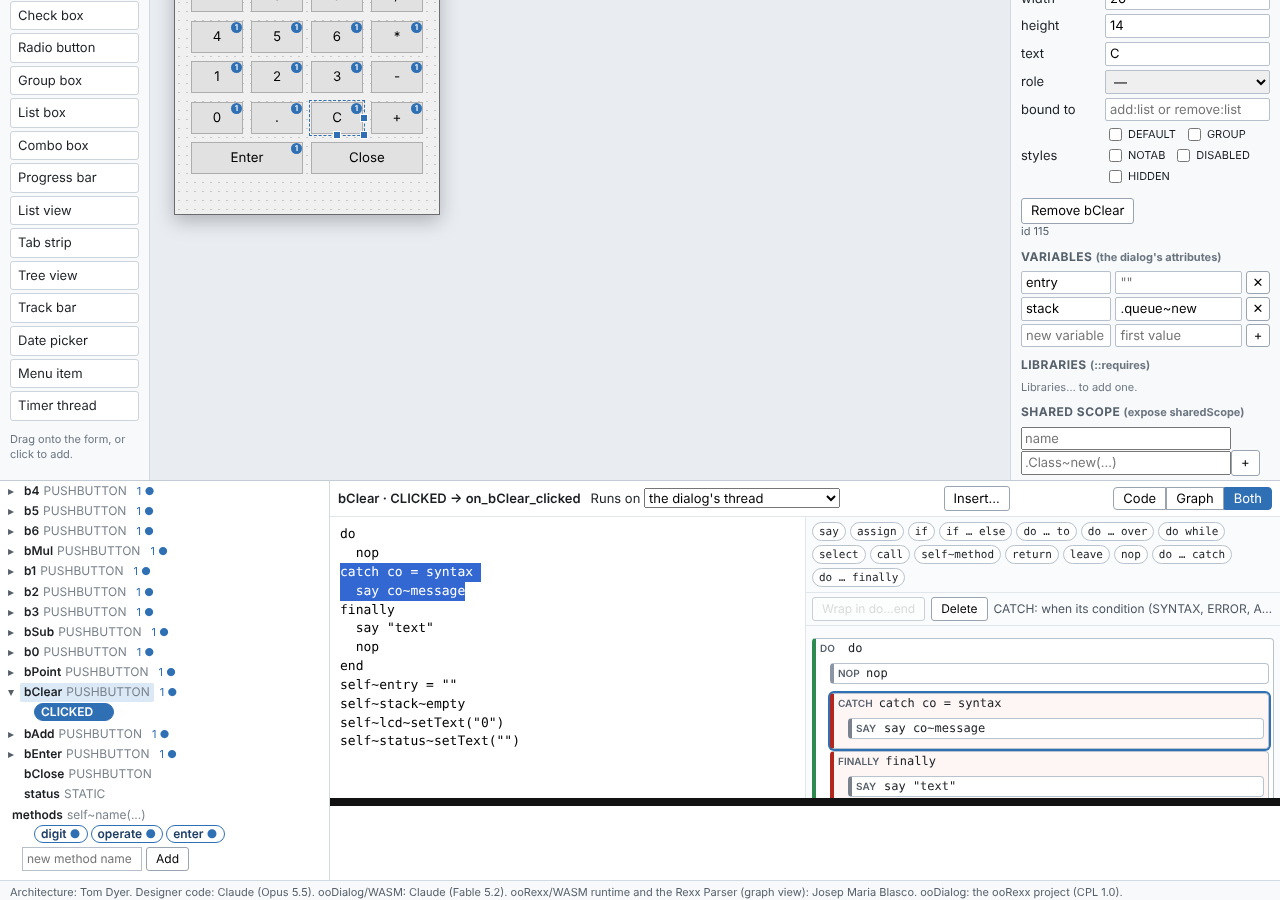 Check box
Radio button
Group box
List box
Combo box
Progress bar
List view
Tab strip
Tree view
Track bar
Date picker
Menu item
Timer thread
Drag onto the form, or
click to add.
4 1 5 1 6 1 * 1
1 1 2 1 3 1 - 1
0 1 . 1 C 1 + 1
Enter 1 Close
height 14
text C
role —
bound to add:list or remove:list
DEFAULT GROUP
styles NOTAB DISABLED
HIDDEN
Remove bClear
id 115
VARIABLES (the dialog's attributes)
entry "" ✕
stack .queue~new ✕
new variable first value +
LIBRARIES (::requires)
Libraries... to add one.
SHARED SCOPE (expose sharedScope)
name
.Class~new(...) +
▸ b4 PUSHBUTTON 1 ●
▸ b5 PUSHBUTTON 1 ●
▸ b6 PUSHBUTTON 1 ●
▸ bMul PUSHBUTTON 1 ●
▸ b1 PUSHBUTTON 1 ●
▸ b2 PUSHBUTTON 1 ●
▸ b3 PUSHBUTTON 1 ●
▸ bSub PUSHBUTTON 1 ●
▸ b0 PUSHBUTTON 1 ●
▸ bPoint PUSHBUTTON 1 ●
▾ bClear PUSHBUTTON 1 ●
CLICKED
▸ bAdd PUSHBUTTON 1 ●
▸ bEnter PUSHBUTTON 1 ●
bClose PUSHBUTTON
status STATIC
methods self~name(...)
digit ● operate ● enter ●
new method name Add
bClear · CLICKED → on_bClear_clicked Runs on the dialog's thread Insert... Code Graph Both
do
nop
catch co = syntax
say co~message
finally
say "text"
nop
end
self~entry = ""
self~stack~empty
self~lcd~setText("0")
self~status~setText("")
say assign if if … else do … to do … over do while
select call self~method return leave nop do … catch
do … finally
Wrap in do...end Delete CATCH: when its condition (SYNTAX, ERROR, A...
DO do
NOP nop
CATCH catch co = syntax
SAY say co~message
FINALLY finally
SAY say "text"
Architecture: Tom Dyer. Designer code: Claude (Opus 5.5). ooDialog/WASM: Claude (Fable 5.2). ooRexx/WASM runtime and the Rexx Parser (graph view): Josep Maria Blasco. ooDialog: the ooRexx project (CPL 1.0).